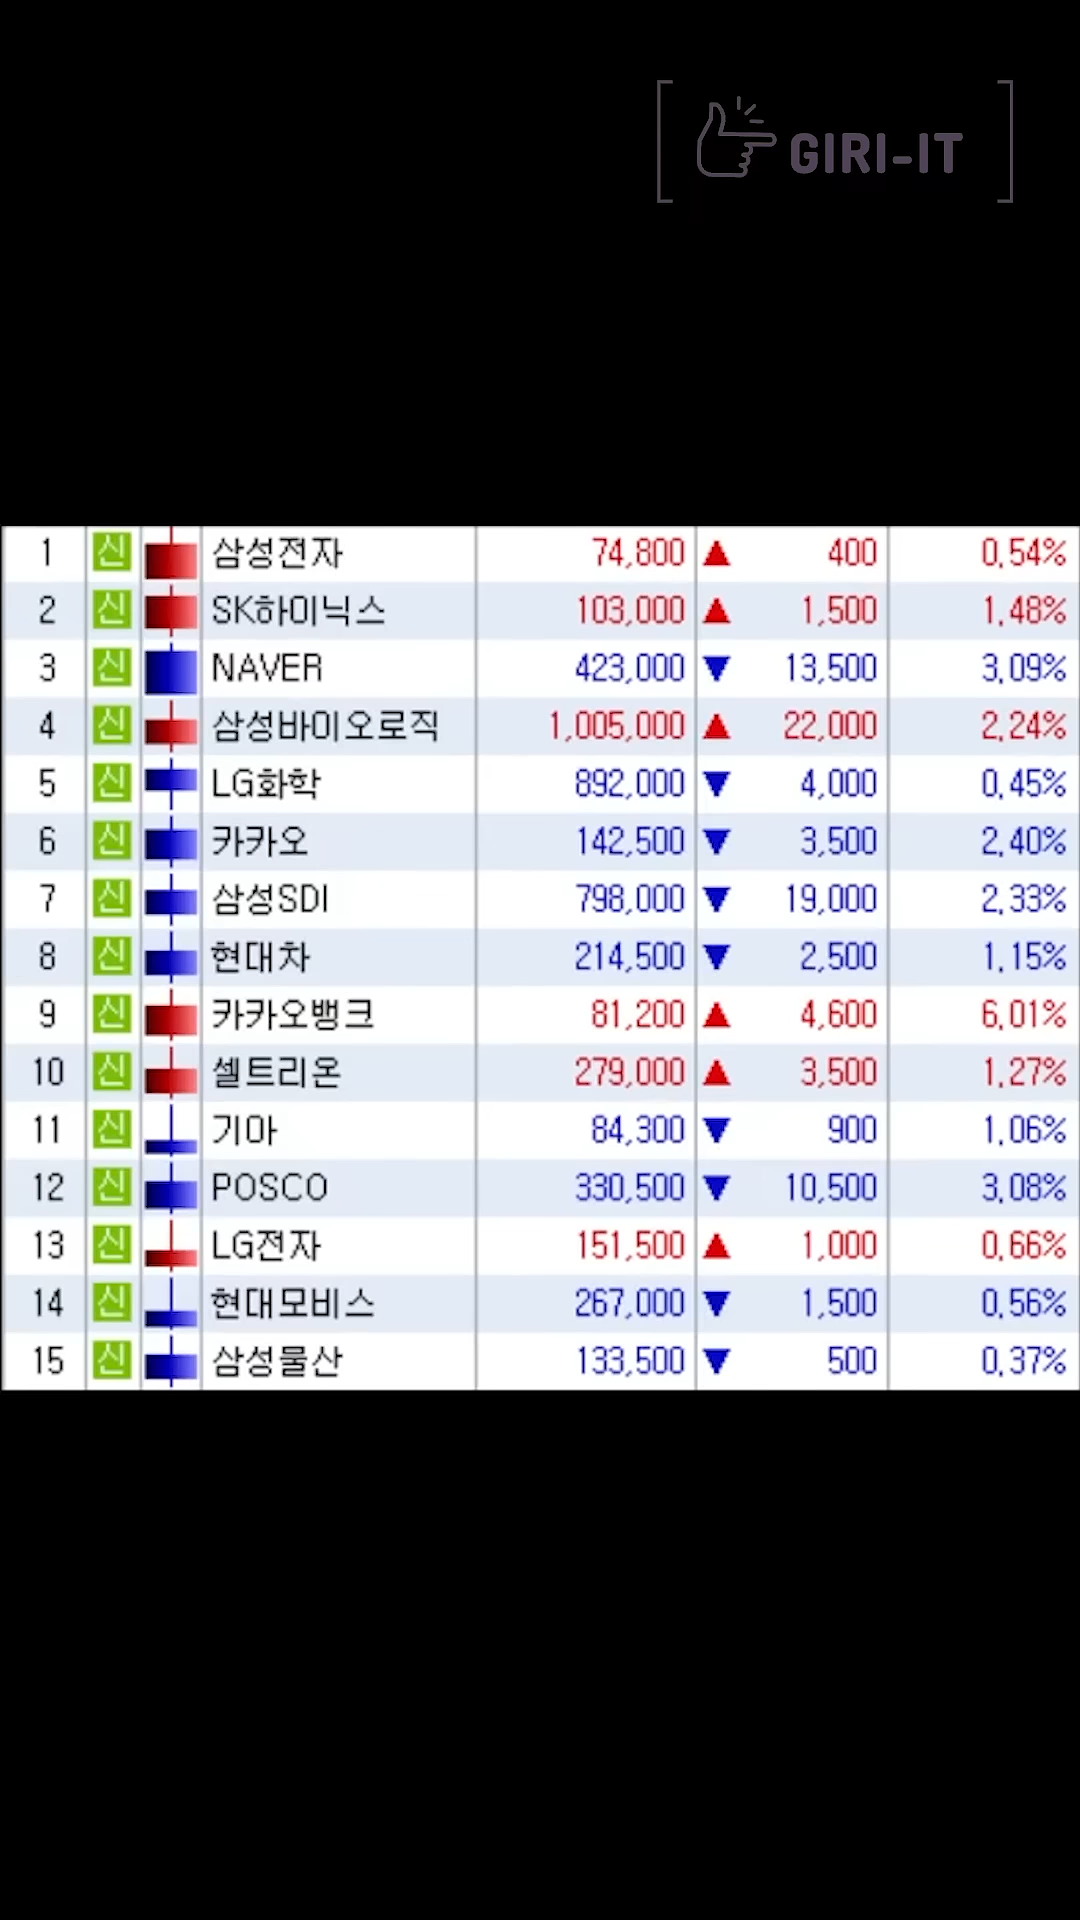 GIRI-IT
1 신 삼성전자 74,800 ▲ 400 0.54%
2 신 SK하이닉스 103,000 ▲ 1,500 1.48%
3 신 NAVER 423,000 ▼ 13,500 3.09%
4 신 삼성바이오로직 1,005,000 ▲ 22,000 2.24%
5 신 LG화학 892,000 ▼ 4,000 0.45%
6 신 카카오 142,500 ▼ 3,500 2.40%
7 신 삼성SDI 798,000 ▼ 19,000 2.33%
8 신 현대차 214,500 ▼ 2,500 1.15%
9 신 카카오뱅크 81,200 ▲ 4,600 6.01%
10 신 셀트리온 279,000 ▲ 3,500 1.27%
11 신 기아 84,300 ▼ 900 1.06%
12 신 POSCO 330,500 ▼ 10,500 3.08%
13 신 LG전자 151,500 ▲ 1,000 0.66%
14 신 현대모비스 267,000 ▼ 1,500 0.56%
15 신 삼성물산 133,500 ▼ 500 0.37%